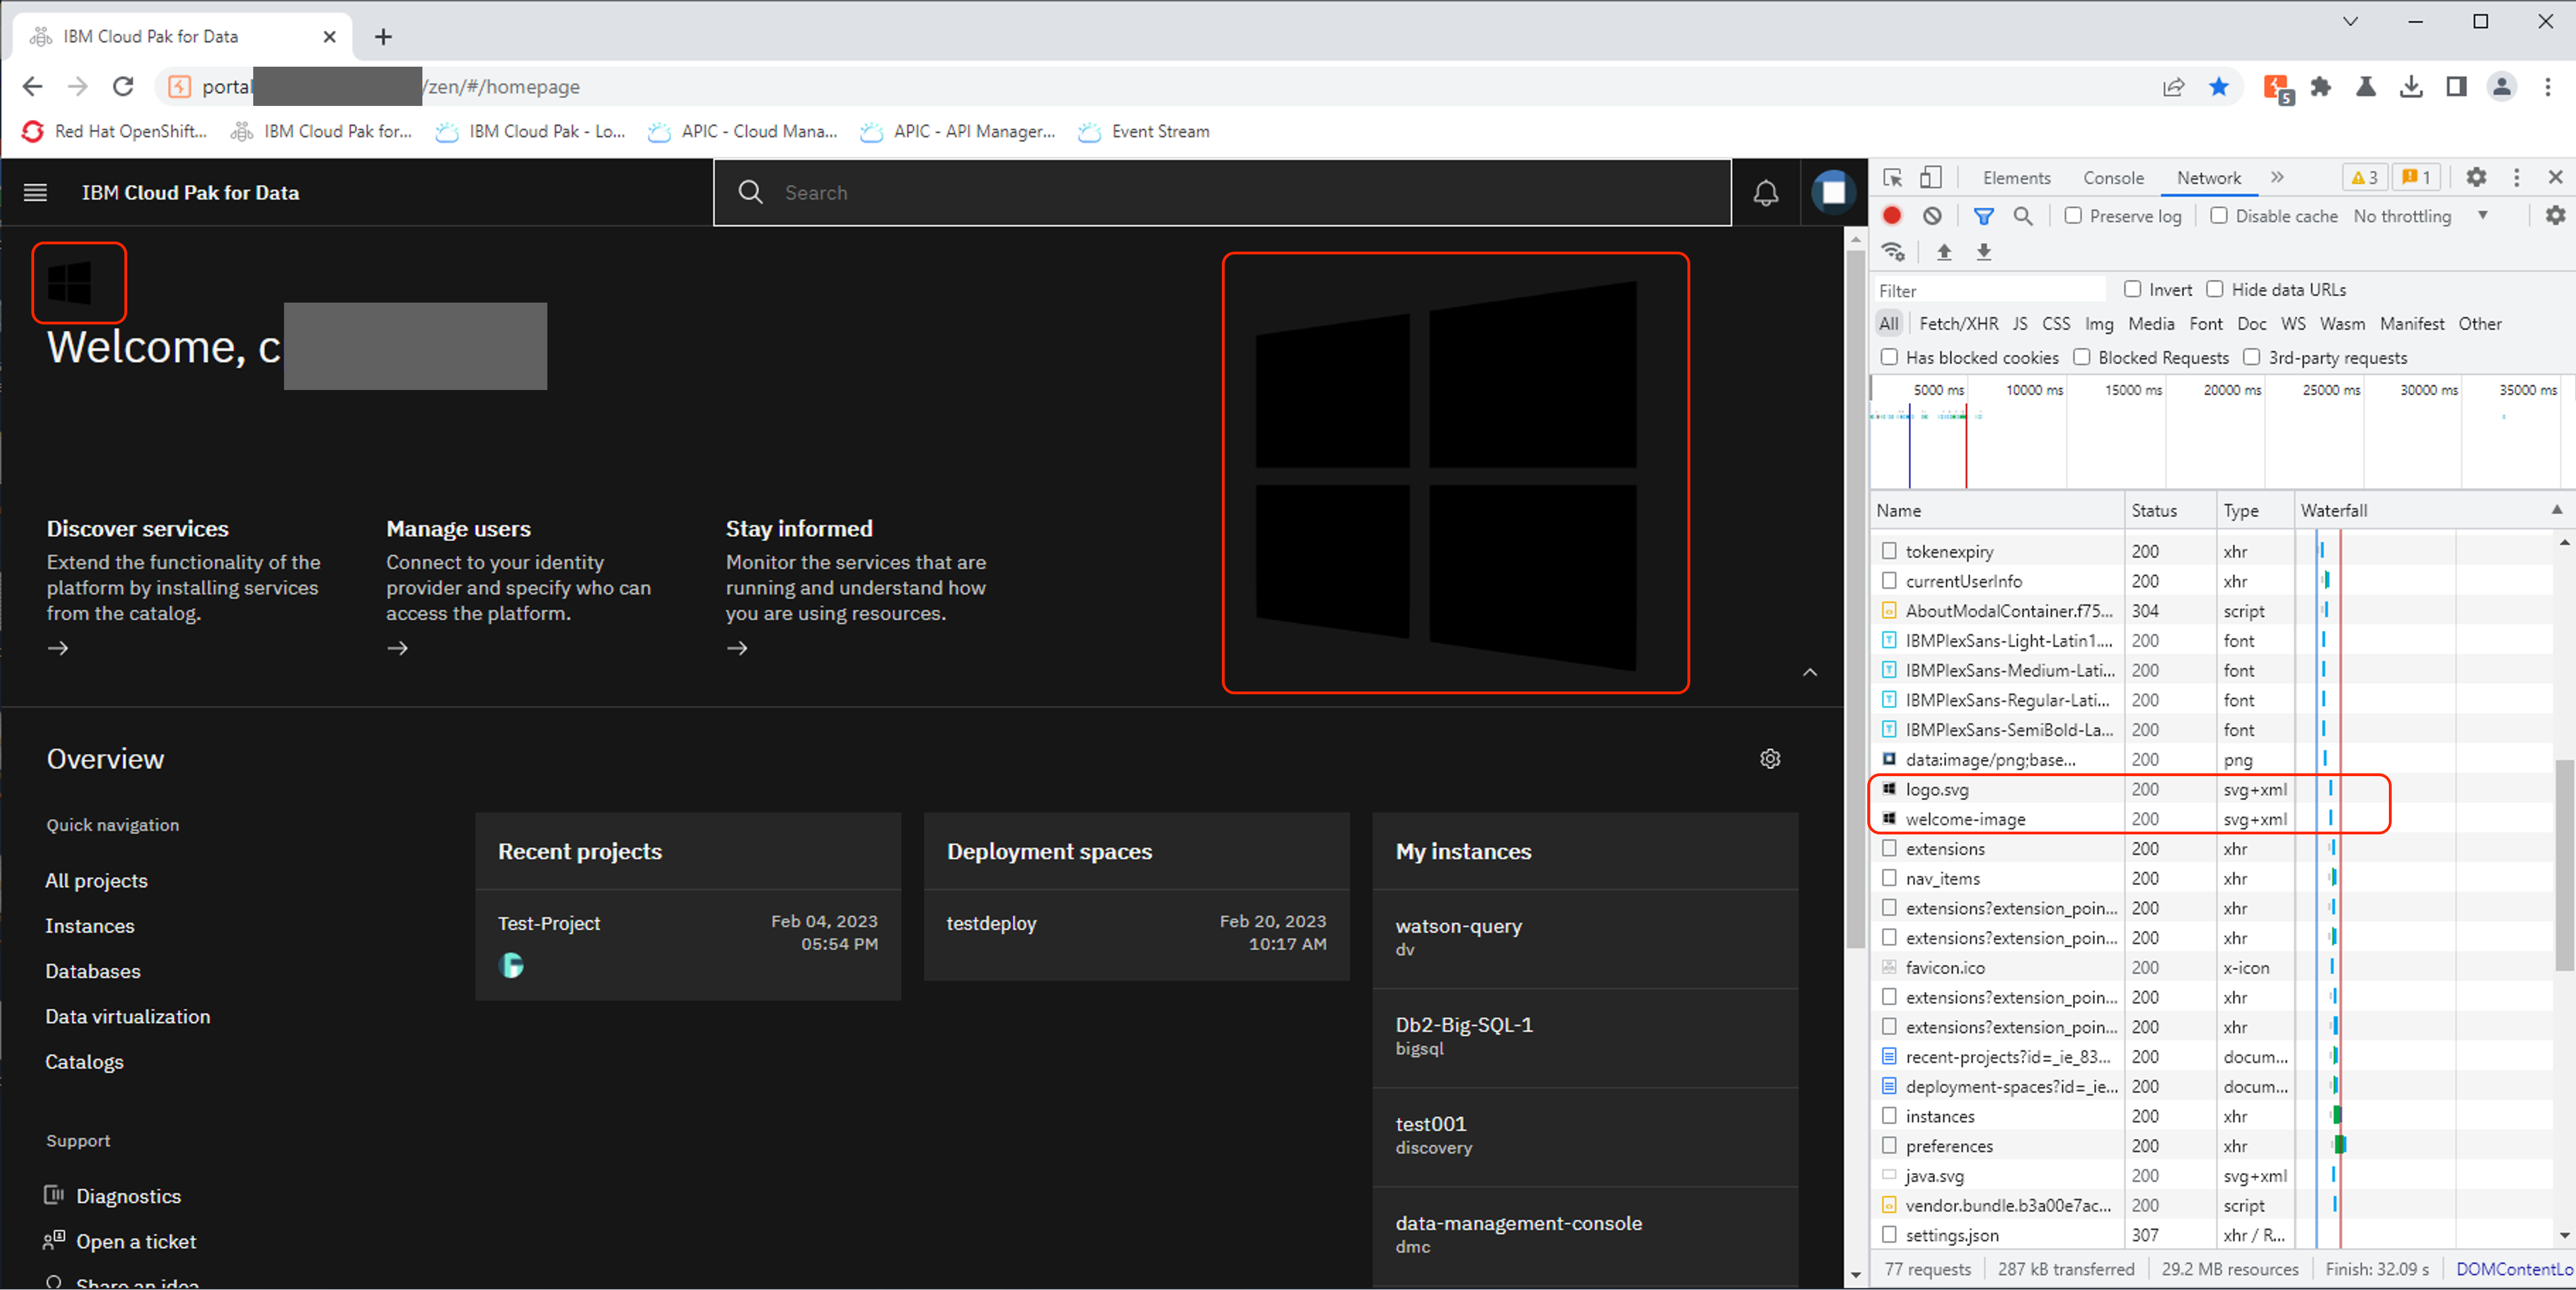 IBM Cloud Pak for Data
portal
/zen/#/homepage
5
Red Hat OpenShift...
IBM Cloud Pak for...
IBM Cloud Pak - Lo...
APIC - Cloud Mana...
APIC - API Manager...
Event Stream
IBM Cloud Pak for Data
Search
Welcome, c
Discover services
Extend the functionality of the
platform by installing services
from the catalog.
Manage users
Connect to your identity
provider and specify who can
access the platform.
Stay informed
Monitor the services that are
running and understand how
you are using resources.
Overview
Quick navigation
All projects
Instances
Databases
Data virtualization
Catalogs
Support
Diagnostics
Open a ticket
Share an idea
Recent projects
Test-Project
Feb 04, 2023
05:54 PM
Deployment spaces
testdeploy
Feb 20, 2023
10:17 AM
My instances
watson-query
dv
Db2-Big-SQL-1
bigsql
test001
discovery
data-management-console
dmc
Elements Console Network 3 1
Preserve log Disable cache No throttling
Filter Invert Hide data URLs
All Fetch/XHR JS CSS Img Media Font Doc WS Wasm Manifest Other
Has blocked cookies Blocked Requests 3rd-party requests
5000 ms 10000 ms 15000 ms 20000 ms 25000 ms 30000 ms 35000 ms
Name Status Type Waterfall
tokenexpiry 200 xhr
currentUserInfo 200 xhr
AboutModalContainer.f75... 304 script
IBMPlexSans-Light-Latin1.... 200 font
IBMPlexSans-Medium-Lati... 200 font
IBMPlexSans-Regular-Lati... 200 font
IBMPlexSans-SemiBold-La... 200 font
data:image/png;base... 200 png
logo.svg 200 svg+xml
welcome-image 200 svg+xml
extensions 200 xhr
nav_items 200 xhr
extensions?extension_poin... 200 xhr
extensions?extension_poin... 200 xhr
favicon.ico 200 x-icon
extensions?extension_poin... 200 xhr
extensions?extension_poin... 200 xhr
recent-projects?id=_ie_83... 200 docum...
deployment-spaces?id=_ie... 200 docum...
instances 200 xhr
preferences 200 xhr
java.svg 200 svg+xml
vendor.bundle.b3a00e7ac... 200 script
settings.json 307 xhr / R...
77 requests 287 kB transferred 29.2 MB resources Finish: 32.09 s DOMContentLo